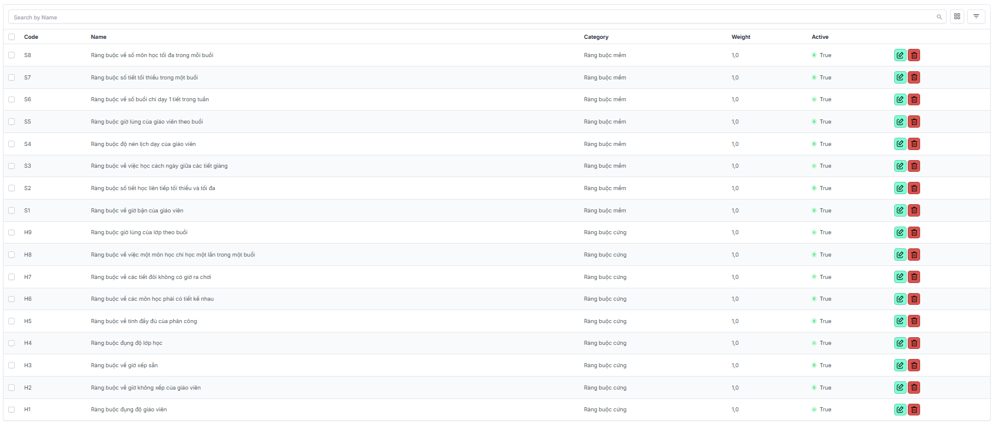 Search by Name
Code Name Category Weight Active
S8 Ràng buộc về số môn học tối đa trong mỗi buổi Ràng buộc mềm 1,0 True
S7 Ràng buộc số tiết tối thiểu trong một buổi Ràng buộc mềm 1,0 True
S6 Ràng buộc về số buổi chỉ dạy 1 tiết trong tuần Ràng buộc mềm 1,0 True
S5 Ràng buộc giờ lủng của giáo viên theo buổi Ràng buộc mềm 1,0 True
S4 Ràng buộc độ nén lịch dạy của giáo viên Ràng buộc mềm 1,0 True
S3 Ràng buộc về việc học cách ngày giữa các tiết giảng Ràng buộc mềm 1,0 True
S2 Ràng buộc số tiết học liên tiếp tối thiểu và tối đa Ràng buộc mềm 1,0 True
S1 Ràng buộc về giờ bận của giáo viên Ràng buộc mềm 1,0 True
H9 Ràng buộc giờ lủng của lớp theo buổi Ràng buộc cứng 1,0 True
H8 Ràng buộc về việc một môn học chỉ học một lần trong một buổi Ràng buộc cứng 1,0 True
H7 Ràng buộc về các tiết đôi không có giờ ra chơi Ràng buộc cứng 1,0 True
H6 Ràng buộc về các môn học phải có tiết kề nhau Ràng buộc cứng 1,0 True
H5 Ràng buộc về tính đầy đủ của phân công Ràng buộc cứng 1,0 True
H4 Ràng buộc đụng độ lớp học Ràng buộc cứng 1,0 True
H3 Ràng buộc về giờ xếp sẵn Ràng buộc cứng 1,0 True
H2 Ràng buộc về giờ không xếp của giáo viên Ràng buộc cứng 1,0 True
H1 Ràng buộc đụng độ giáo viên Ràng buộc cứng 1,0 True